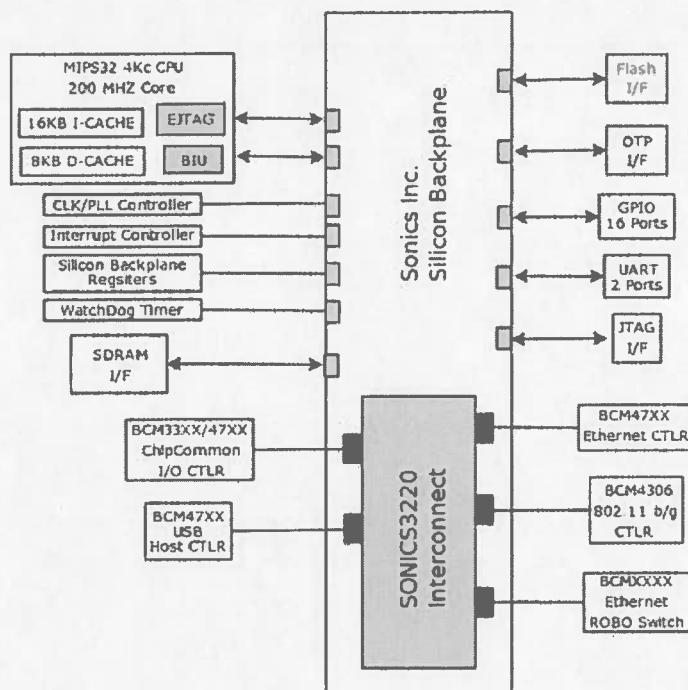 MIPS32 4Kc CPU
200 MHZ Core
16KB I-CACHE
EJTAG
8KB D-CACHE
BIU
CLK/PLL Controller
Interrupt Controller
Silicon Backplane
Regsiters
WatchDog Timer
SDRAM
I/F
BCM33XX/47XX
ChipCommon
I/O CTLR
BCM47XX
USB
Host CTLR
Sonics Inc.
Silicon Backplane
SONICS3220
Interconnect
Flash
I/F
OTP
I/F
GPIO
16 Ports
UART
2 Ports
JTAG
I/F
BCM47XX
Ethernet CTLR
BCM4306
802.11 b/g
CTLR
BCMXXXX
Ethernet
ROBO Switch